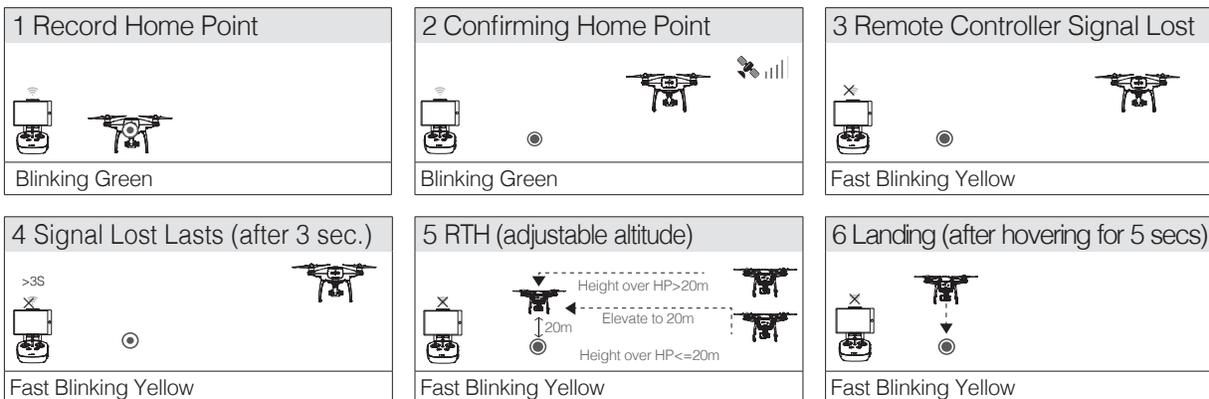 1 Record Home Point
Blinking Green
2 Confirming Home Point
Blinking Green
3 Remote Controller Signal Lost
Fast Blinking Yellow
4 Signal Lost Lasts (after 3 sec.)
>3S
Fast Blinking Yellow
5 RTH (adjustable altitude)
Height over HP>20m
Elevate to 20m
20m
Height over HP<=20m
Fast Blinking Yellow
6 Landing (after hovering for 5 secs)
Fast Blinking Yellow